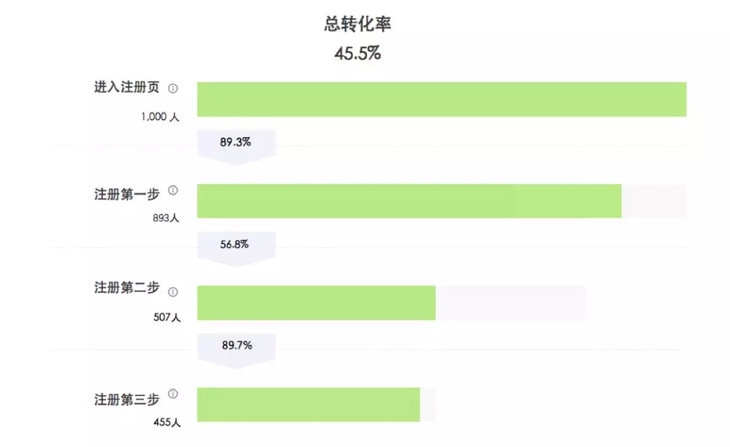 总转化率
45.5%
进入注册页
1,000 人
89.3%
注册第一步
893人
56.8%
注册第二步
507人
89.7%
注册第三步
455人